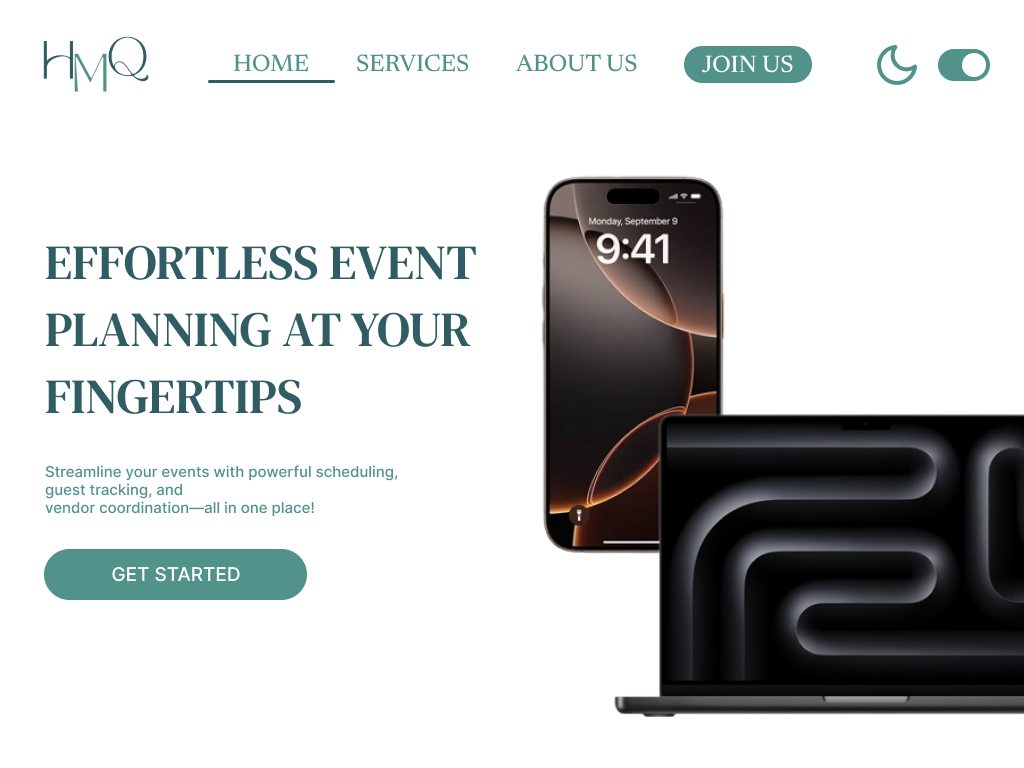 HMQ
HOME
SERVICES
ABOUT US
JOIN US
EFFORTLESS EVENT
PLANNING AT YOUR
FINGERTIPS
Streamline your events with powerful scheduling,
guest tracking, and
vendor coordination—all in one place!
GET STARTED
Monday, September 9
9:41